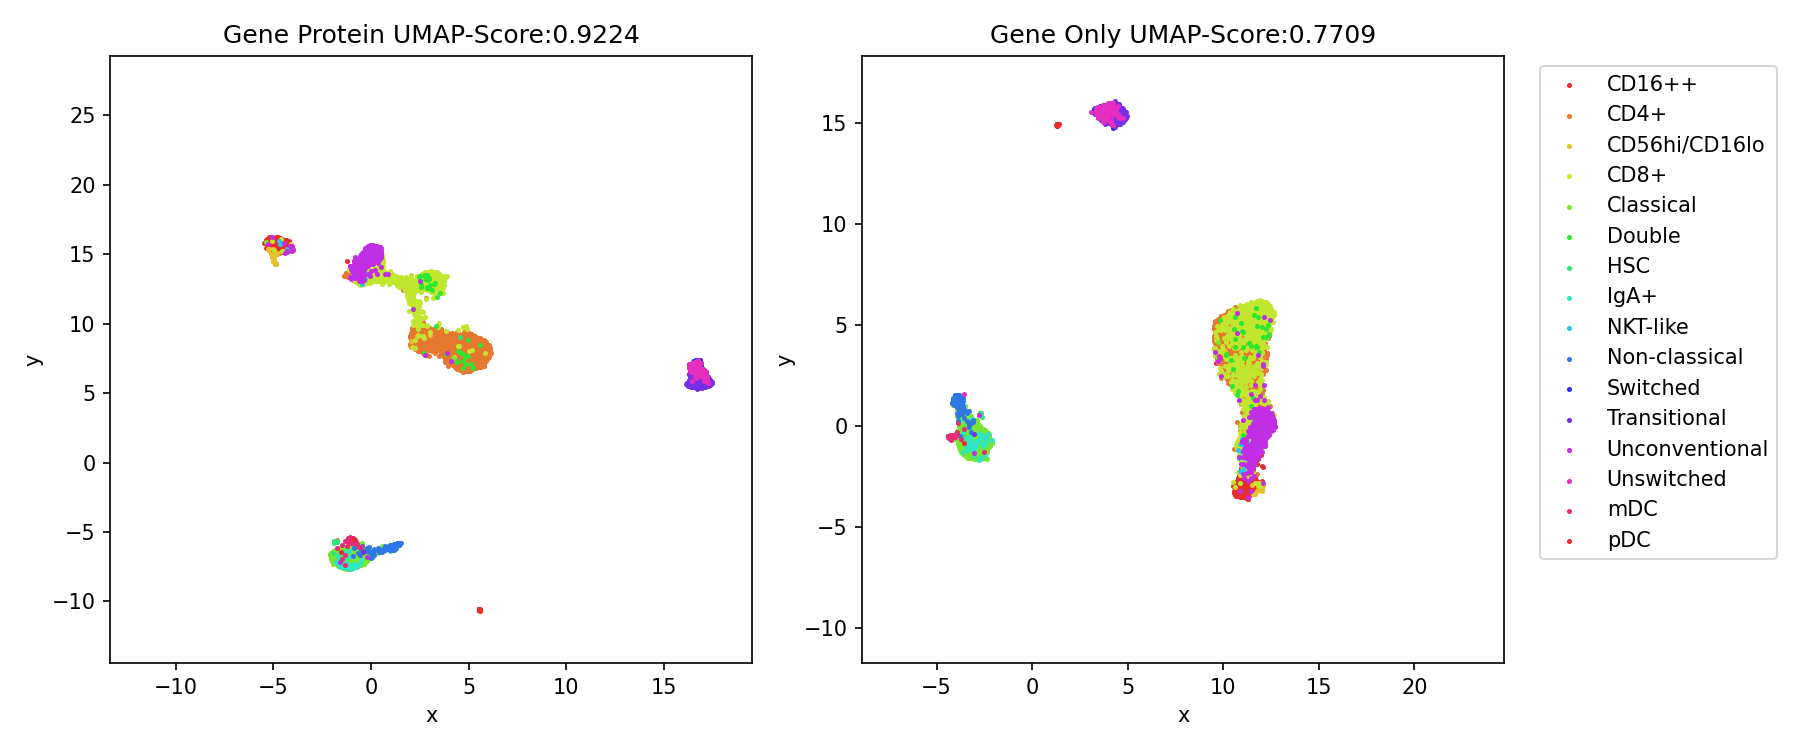 Gene Protein UMAP-Score:0.9224
25
20
15
10
5
0
−5
−10
y
−10
−5
0
5
10
15
x
Gene Only UMAP-Score:0.7709
15
10
5
0
−5
−10
y
−5
0
5
10
15
20
x
CD16++
CD4+
CD56hi/CD16lo
CD8+
Classical
Double
HSC
IgA+
NKT-like
Non-classical
Switched
Transitional
Unconventional
Unswitched
mDC
pDC